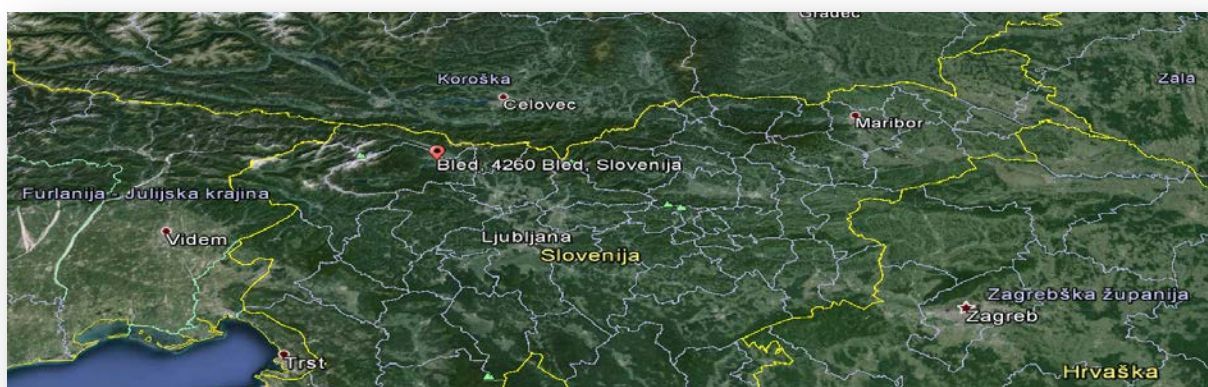 Gradec
Koroška
Celovec
Zala
Maribor
Bled, 4260 Bled, Slovenija
Furlanija - Julijska krajina
Videm
Ljubljana
Slovenija
Zagrebška županija
Zagreb
Trst
Hrvaška